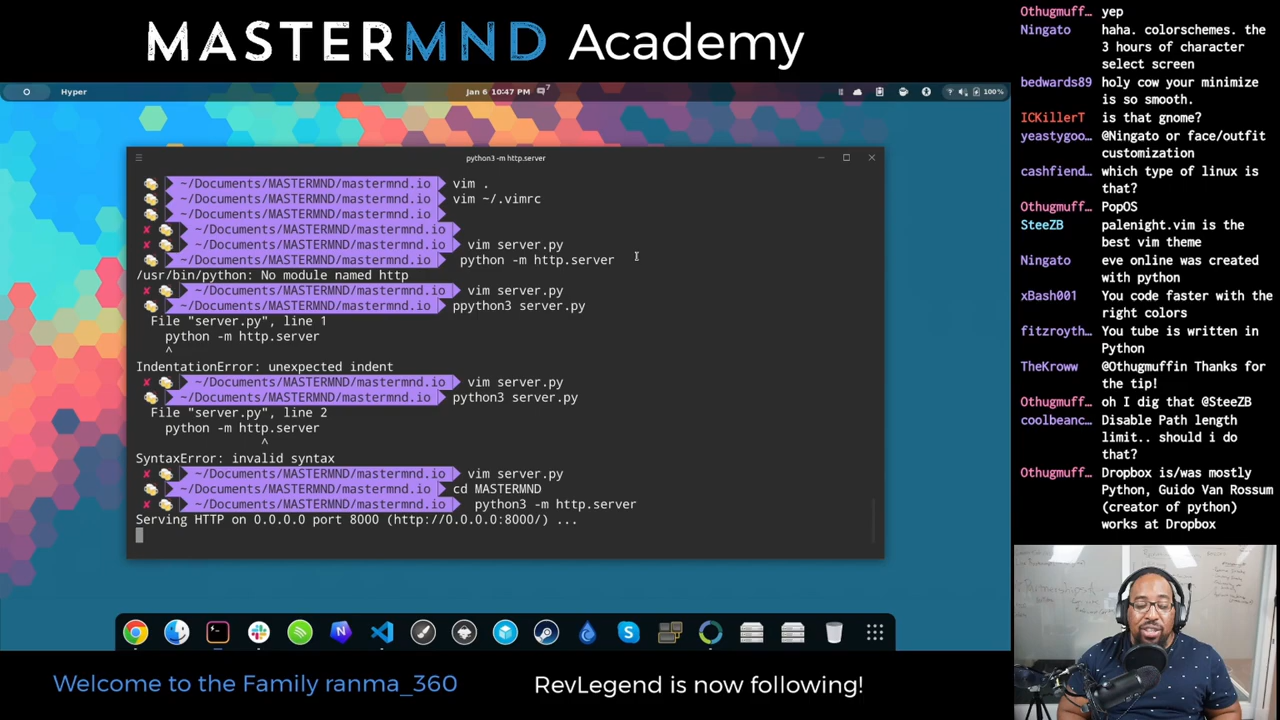 MASTERMND Academy
Hyper
Jan 6 10:47 PM
7
? 100%
python3 -m http.server
~/Documents/MASTERMND/mastermnd.io vim .
~/Documents/MASTERMND/mastermnd.io vim ~/.vimrc
~/Documents/MASTERMND/mastermnd.io
✘ ~/Documents/MASTERMND/mastermnd.io
✘ ~/Documents/MASTERMND/mastermnd.io vim server.py
~/Documents/MASTERMND/mastermnd.io python -m http.server
/usr/bin/python: No module named http
✘ ~/Documents/MASTERMND/mastermnd.io vim server.py
~/Documents/MASTERMND/mastermnd.io ppython3 server.py
File "server.py", line 1
python -m http.server
^
IndentationError: unexpected indent
✘ ~/Documents/MASTERMND/mastermnd.io vim server.py
~/Documents/MASTERMND/mastermnd.io python3 server.py
File "server.py", line 2
python -m http.server
^
SyntaxError: invalid syntax
✘ ~/Documents/MASTERMND/mastermnd.io vim server.py
~/Documents/MASTERMND/mastermnd.io cd MASTERMND
✘ ~/Documents/MASTERMND/mastermnd.io python3 -m http.server
Serving HTTP on 0.0.0.0 port 8000 (http://0.0.0.0:8000/) ...
Welcome to the Family ranma_360
RevLegend is now following!
Othugmuff… yep
Ningato haha. colorschemes. the
3 hours of character
select screen
bedwards89 holy cow your minimize
is so smooth.
ICKillerT is that gnome?
yeastygoo… @Ningato or face/outfit
customization
cashfiend… which type of linux is
that?
Othugmuff… PopOS
SteeZB palenight.vim is the
best vim theme
Ningato eve online was created
with python
xBash001 You code faster with the
right colors
fitzroyth… You tube is written in
Python
TheKroww @Othugmuffin Thanks for
the tip!
Othugmuff… oh I dig that @SteeZB
coolbeanc… Disable Path length
limit.. should i do
that?
Othugmuff… Dropbox is/was mostly
Python, Guido Van Rossum
(creator of python)
works at Dropbox